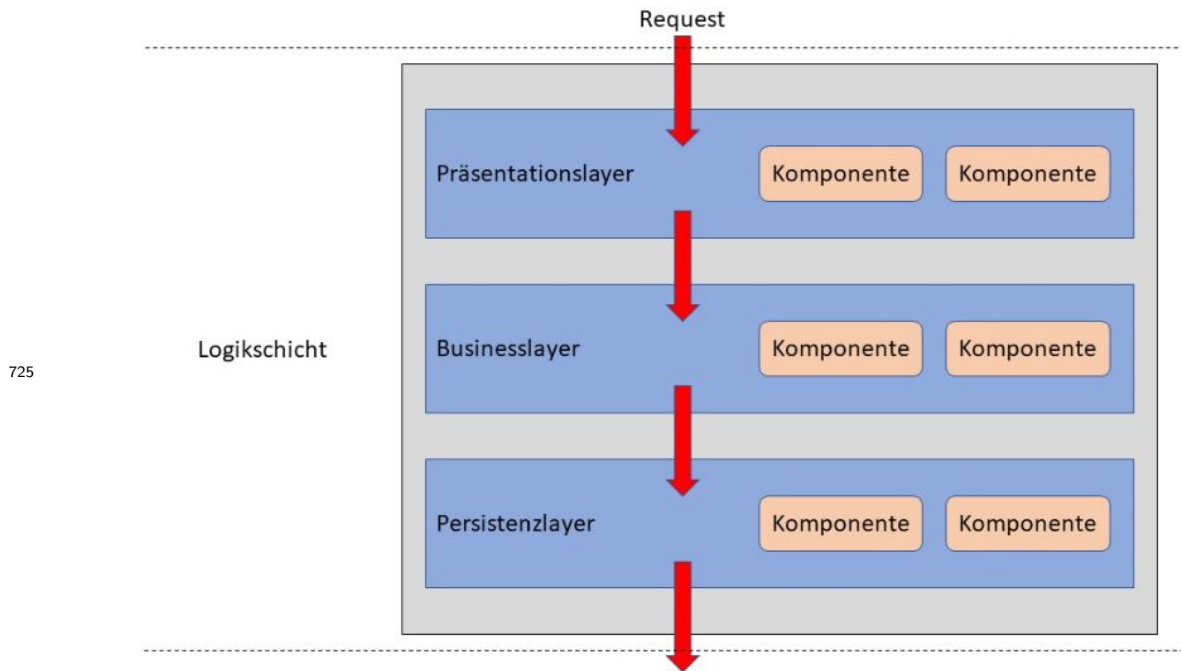 Request
Präsentationslayer Komponente Komponente
Logikschicht Businesslayer Komponente Komponente
725
Persistenzlayer Komponente Komponente